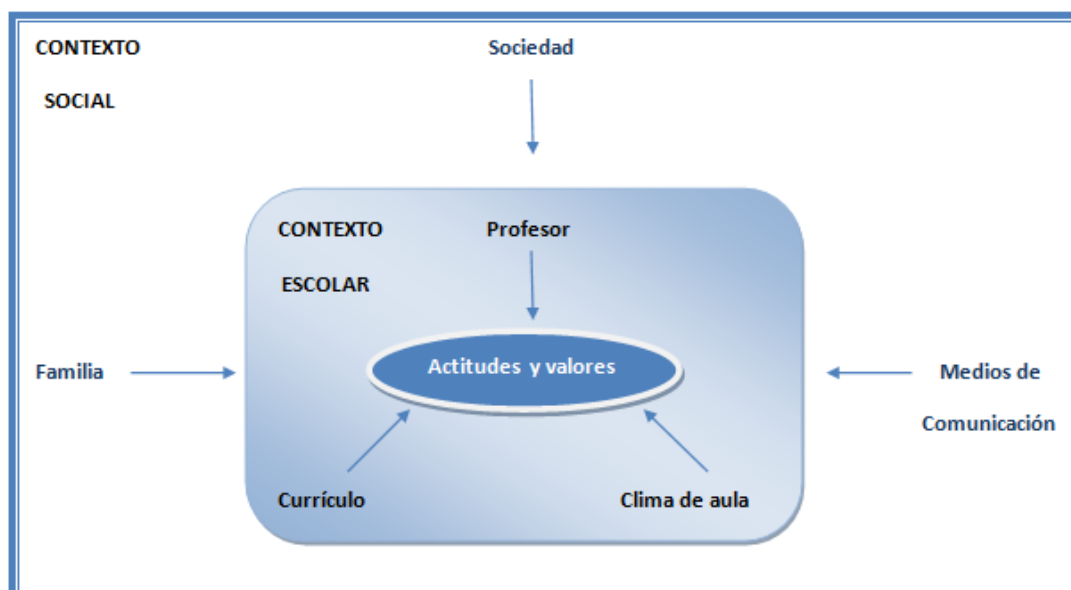 CONTEXTO
Sociedad
SOCIAL
CONTEXTO
Profesor
ESCOLAR
Actitudes y valores
Familia
Medios de
Comunicación
Currículo
Clima de aula